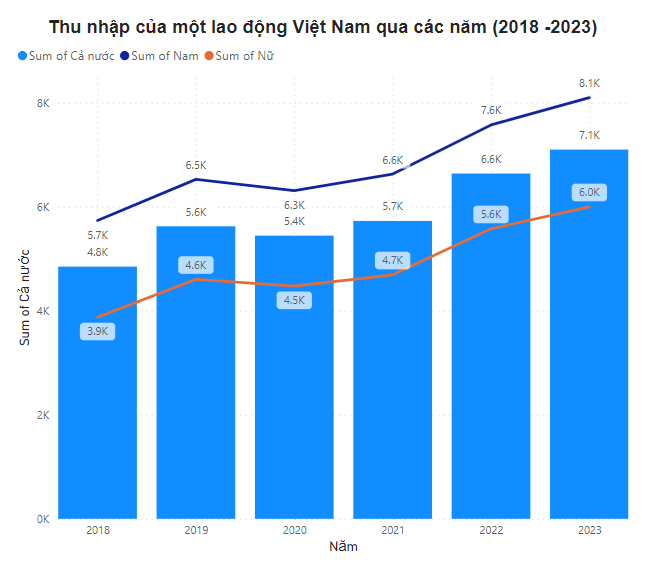 Thu nhập của một lao động Việt Nam qua các năm (2018 -2023)
Sum of Cả nước Sum of Nam Sum of Nữ
8.1K
8K
7.6K
7.1K
6.5K
6.6K
6.6K
6K
6.3K
6.0K
5.7K
5.6K
5.4K
5.7K
5.6K
4.8K
4.6K
4.7K
4.5K
4K
3.9K
2K
0K
Sum of Cả nước
2018 2019 2020 2021 2022 2023
Năm